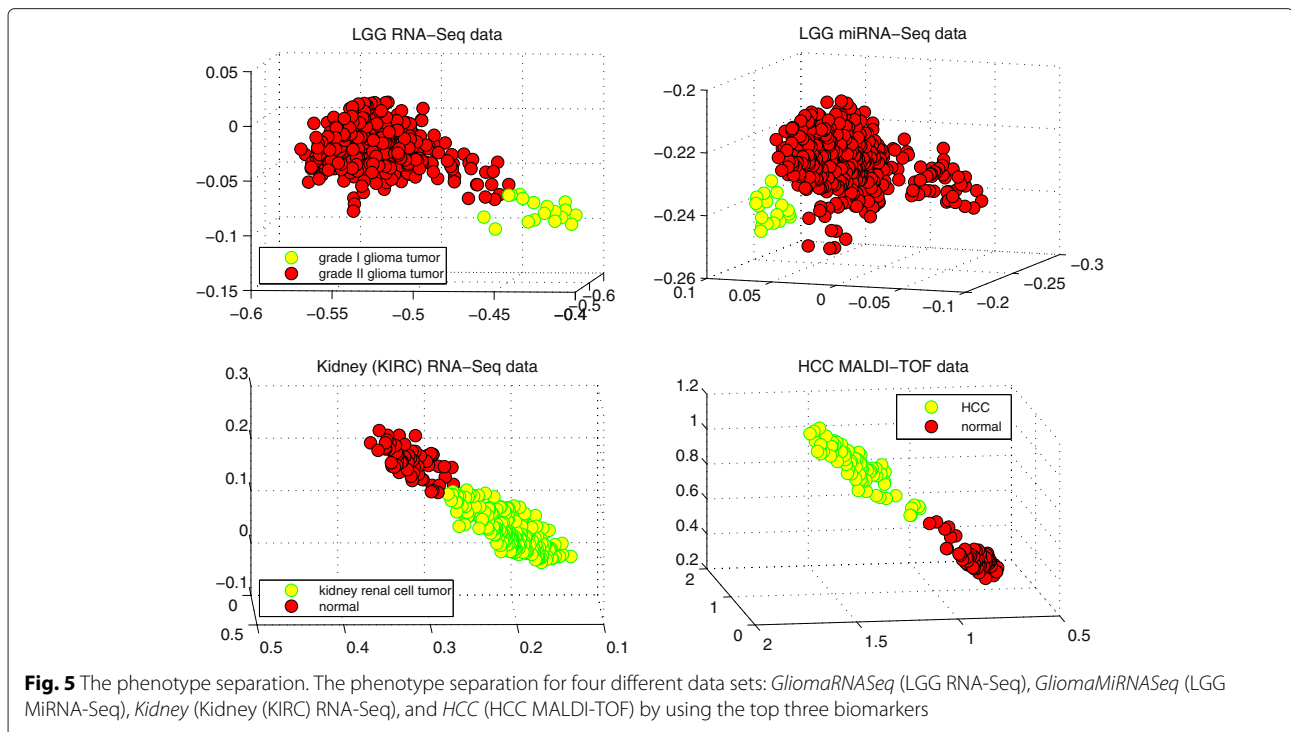 LGG RNA−Seq data
0.05
0
−0.05
−0.1
−0.15
−0.6 −0.55 −0.5 −0.45 −0.4
−0.5
−0.6
grade I glioma tumor
grade II glioma tumor
LGG miRNA−Seq data
−0.2
−0.22
−0.24
−0.26
0.1 0.05 0 −0.05 −0.1
−0.2
−0.25
−0.3
Kidney (KIRC) RNA−Seq data
0.3
0.2
0.1
0
−0.1
0
0.5
0.5 0.4 0.3 0.2 0.1
kidney renal cell tumor
normal
HCC MALDI−TOF data
1.2
1
0.8
0.6
0.4
0.2
2
1
0
2 1.5 1 0.5
HCC
normal
Fig. 5 The phenotype separation. The phenotype separation for four different data sets: GliomaRNASeq (LGG RNA-Seq), GliomaMiRNASeq (LGG
MiRNA-Seq), Kidney (Kidney (KIRC) RNA-Seq), and HCC (HCC MALDI-TOF) by using the top three biomarkers